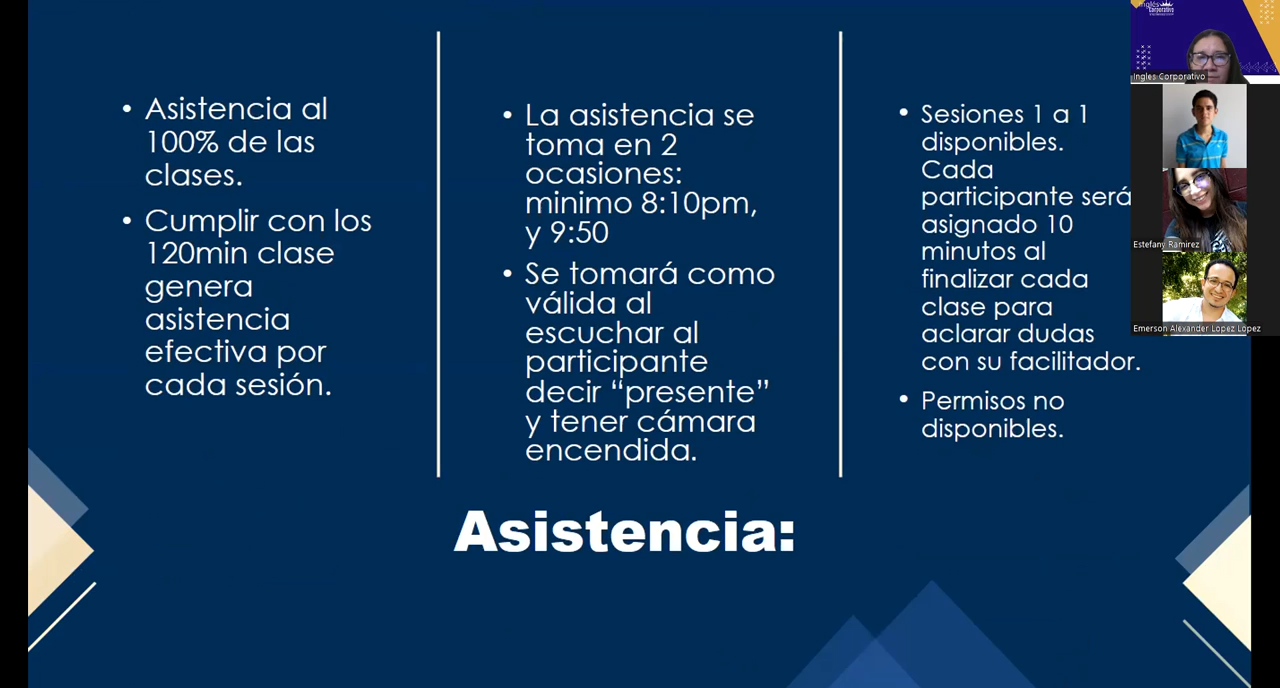 • Asistencia al
100% de las
clases.
• Cumplir con los
120min clase
genera
asistencia
efectiva por
cada sesión.
• La asistencia se
toma en 2
ocasiones:
minimo 8:10pm,
y 9:50
• Se tomará como
válida al
escuchar al
participante
decir “presente”
y tener cámara
encendida.
• Sesiones 1 a 1
disponibles.
Cada
participante será
asignado 10
minutos al
finalizar cada
clase para
aclarar dudas
con su facilitador.
• Permisos no
disponibles.
Asistencia:
Inglés
Corporativo
Ingles Corporativo
Estefany Ramirez
Emerson Alexander Lopez Lopez